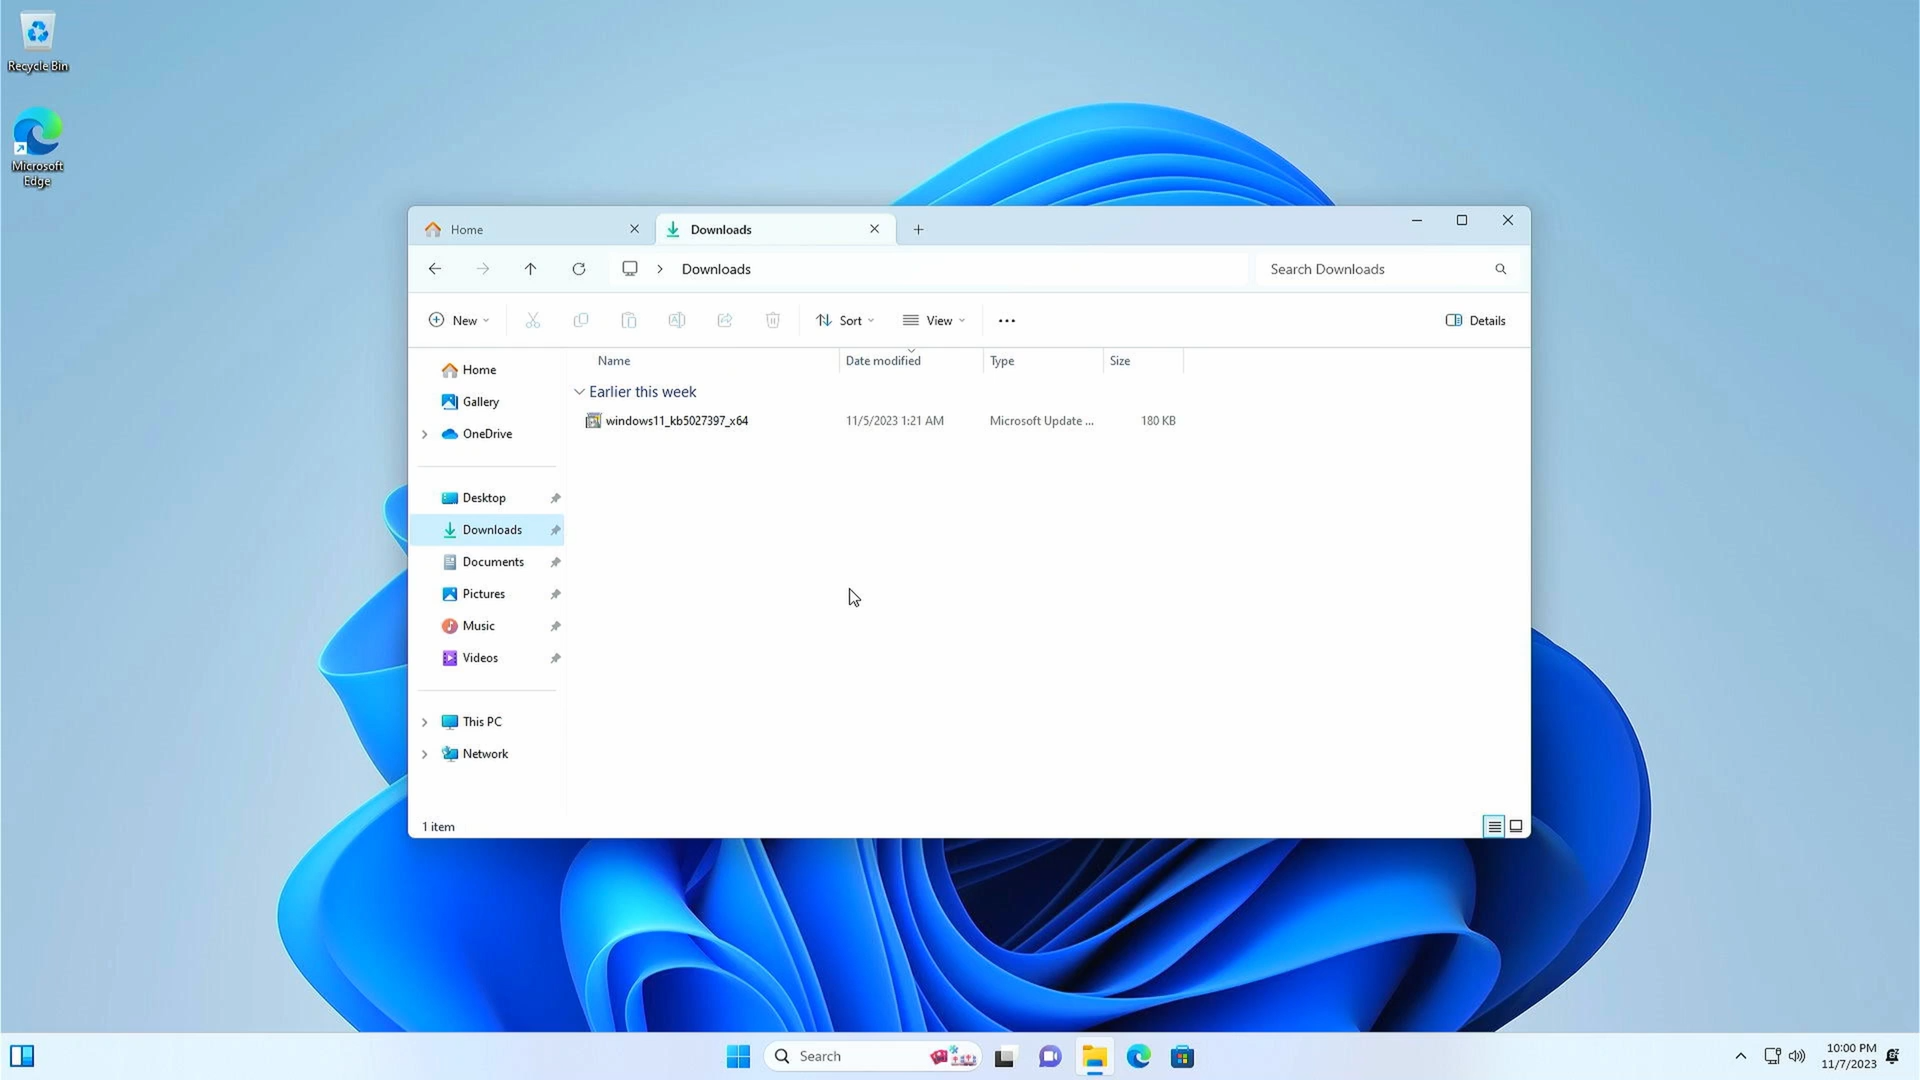 Recycle Bin
Microsoft
Edge
Home
Downloads
Downloads
Search Downloads
New
Sort
View
Details
Name
Date modified
Type
Size
Home
Gallery
OneDrive
Desktop
Downloads
Documents
Pictures
Music
Videos
This PC
Network
Earlier this week
windows11_kb5027397_x64
11/5/2023 1:21 AM
Microsoft Update ...
180 KB
1 item
Search
10:00 PM
11/7/2023